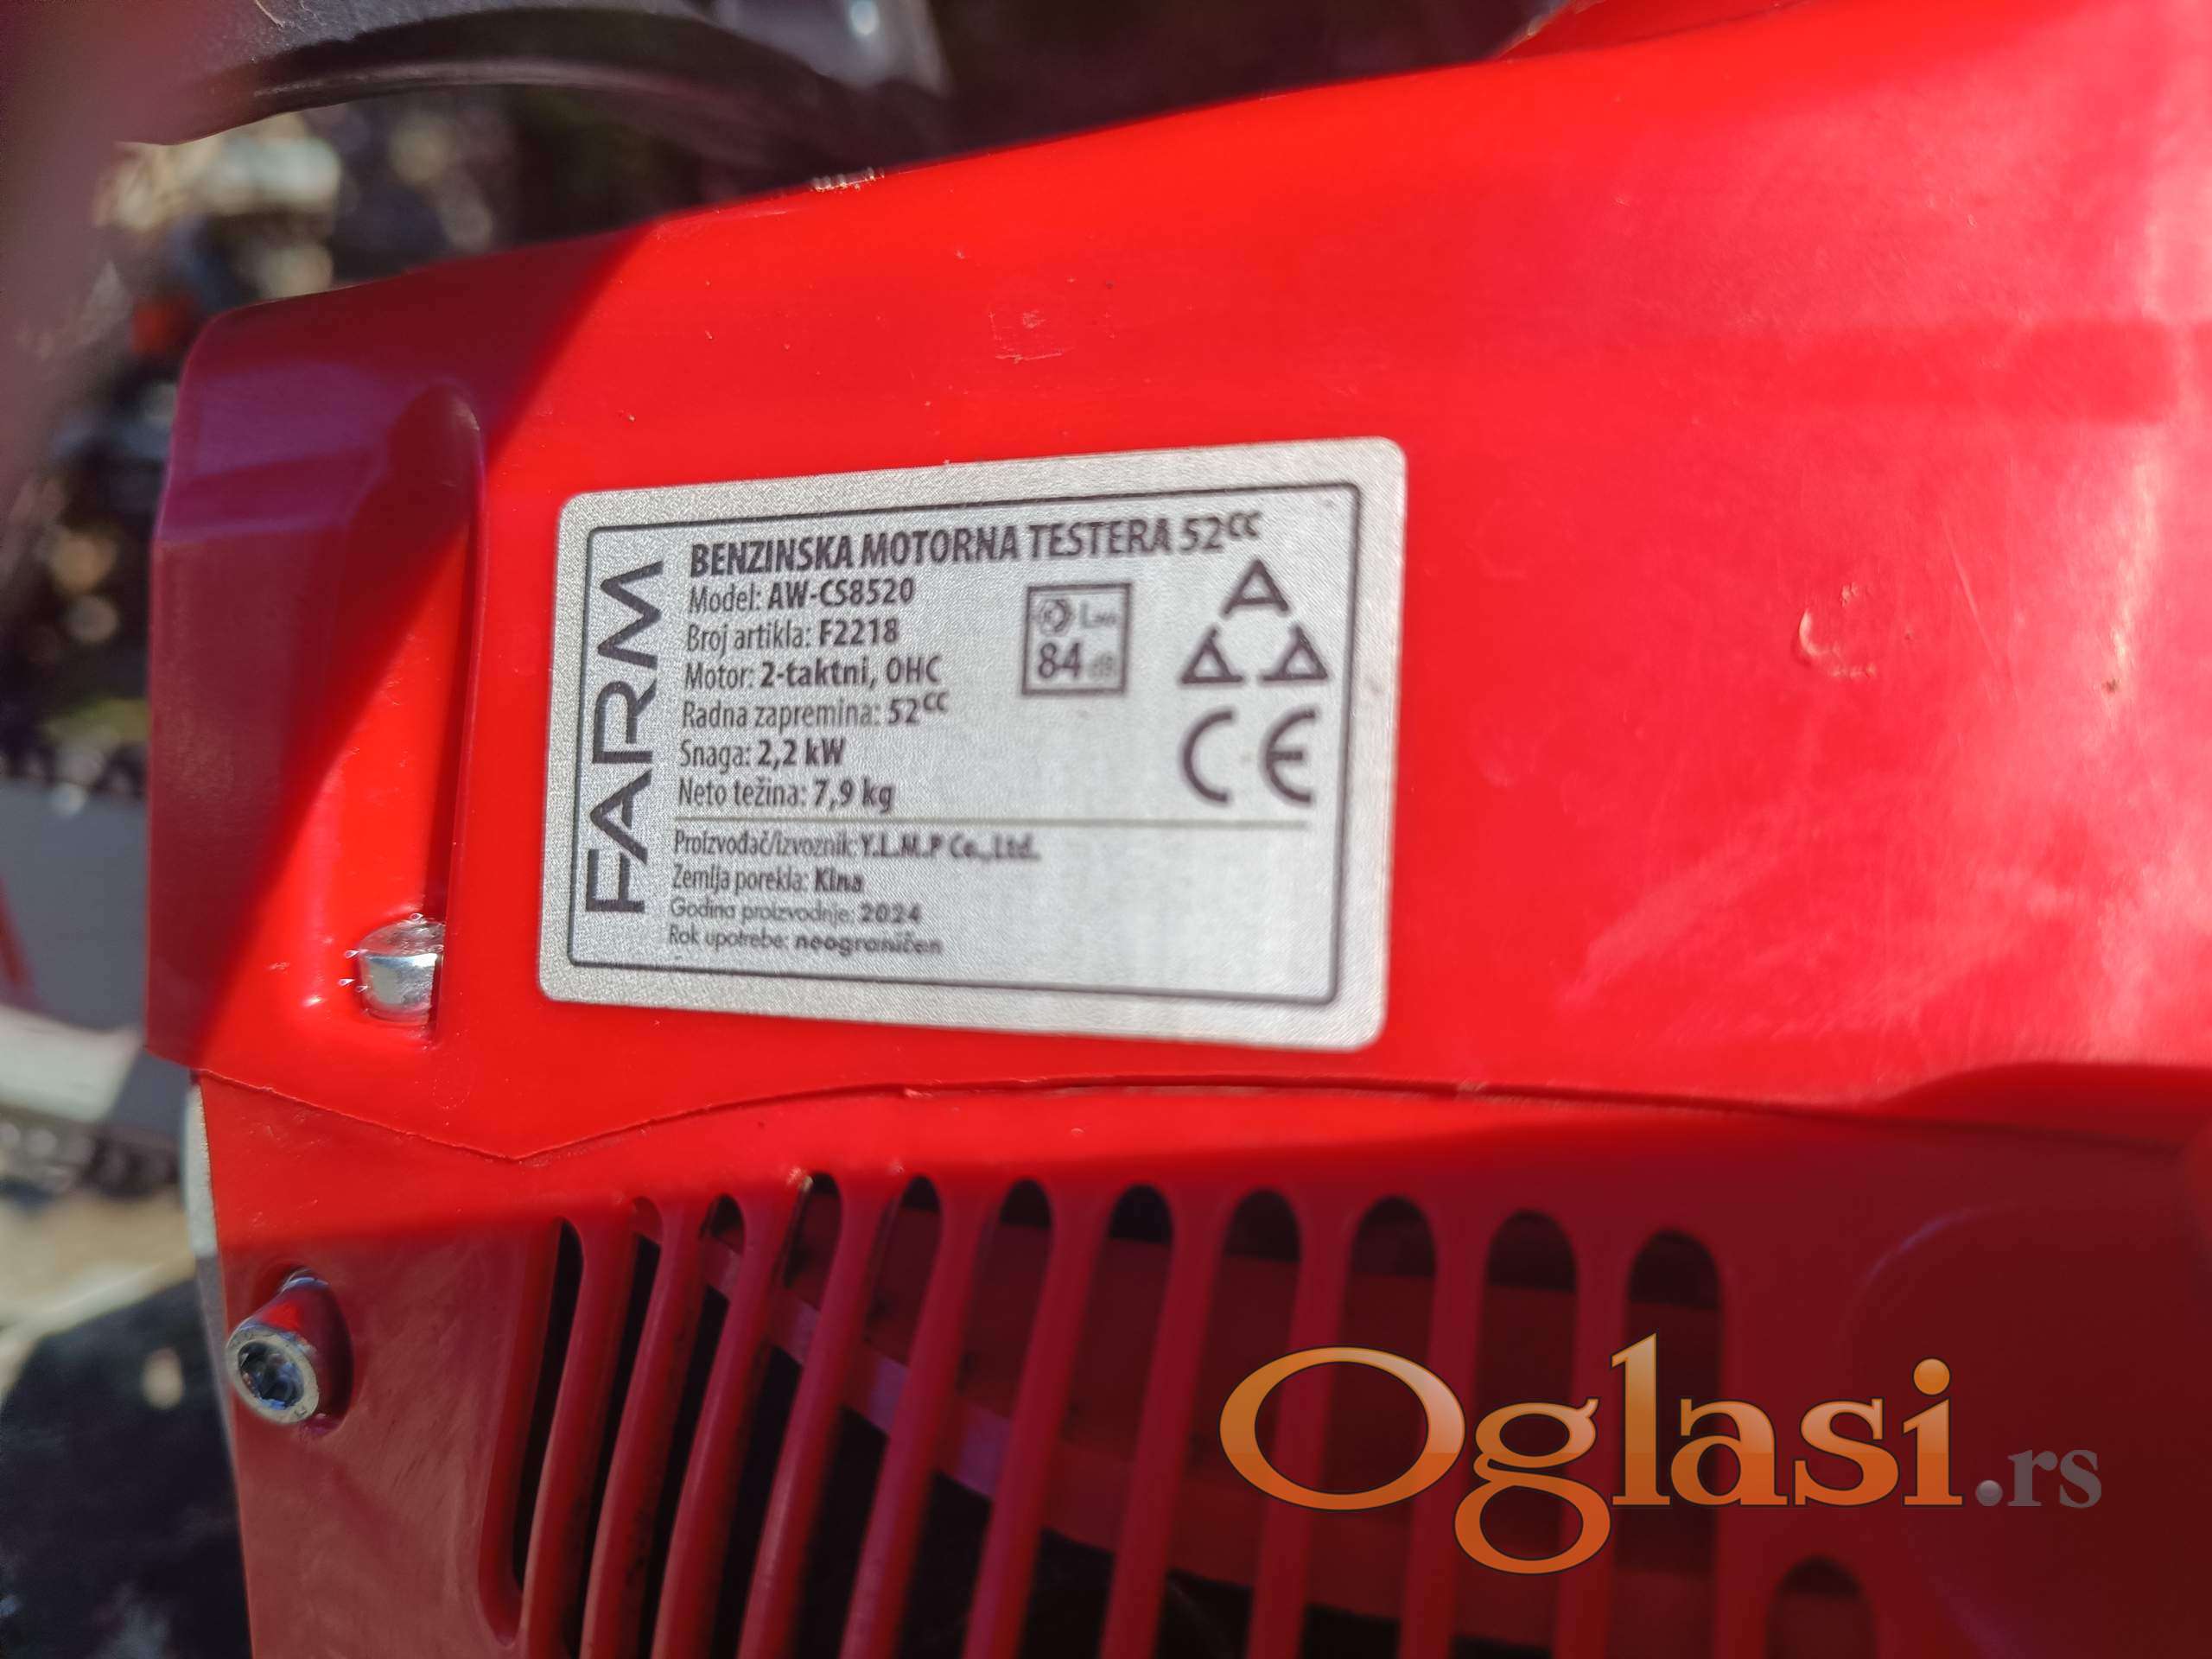 FARM
BENZINSKA MOTORNA TESTERA 52CC
Model: AW-CS8520
Broj artikla: F2218
Motor: 2-taktni, OHC
Radna zapremina: 52CC
Snaga: 2,2 kW
Neto težina: 7,9 kg
84 dB
CE
Proizvođač/izvoznik: Y.L.M.P Co.,Ltd.
Zemlja porekla: Kina
Godina proizvodnje: 2024
Rok upotrebe: neograničen
Oglasi.rs